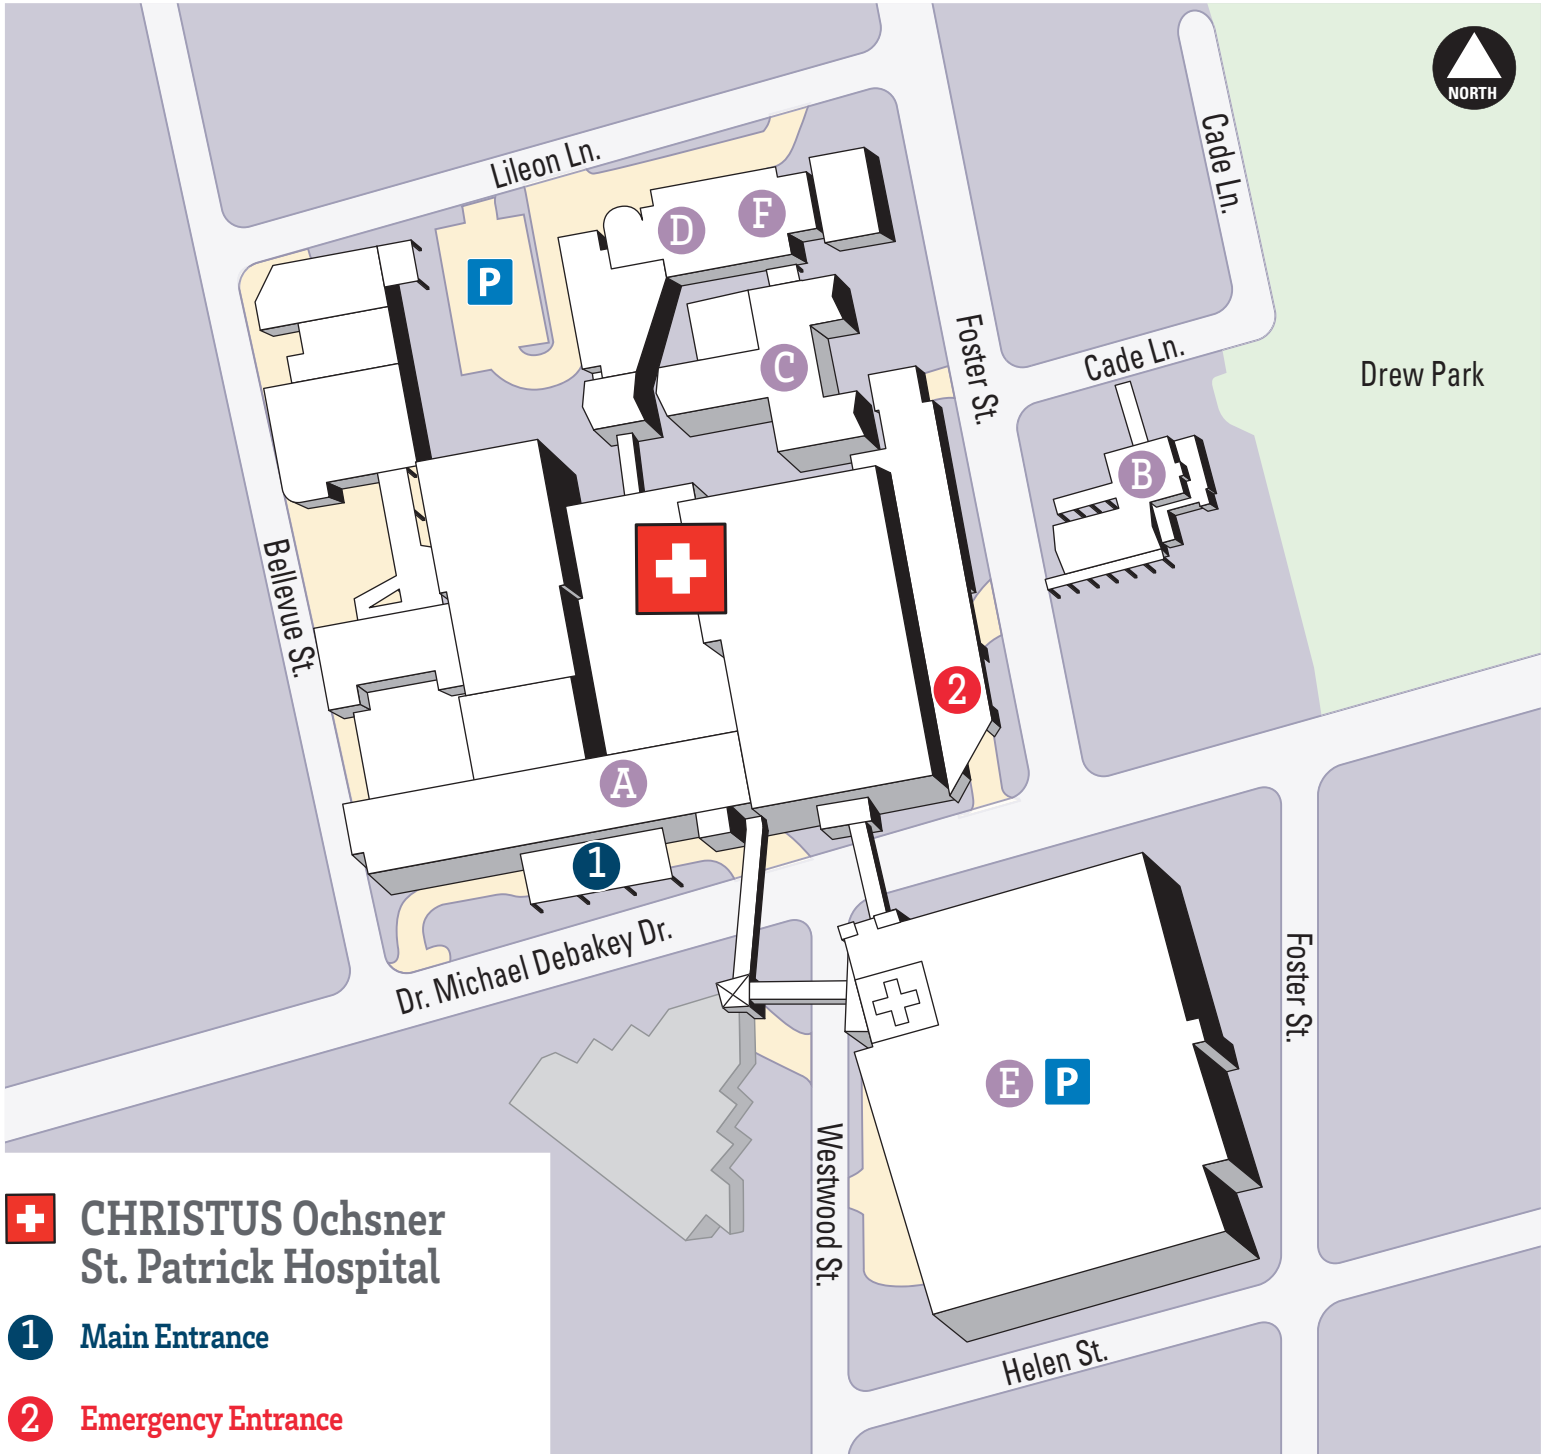 NORTH
Lileon Ln.
Cade Ln.
D
F
P
Foster St.
Cade Ln.
C
Drew Park
B
Bellevue St.
2
A
1
Dr. Michael Debakey Dr.
Foster St.
E
P
Westwood St.
Helen St.
CHRISTUS Ochsner
St. Patrick Hospital
1 Main Entrance
2 Emergency Entrance